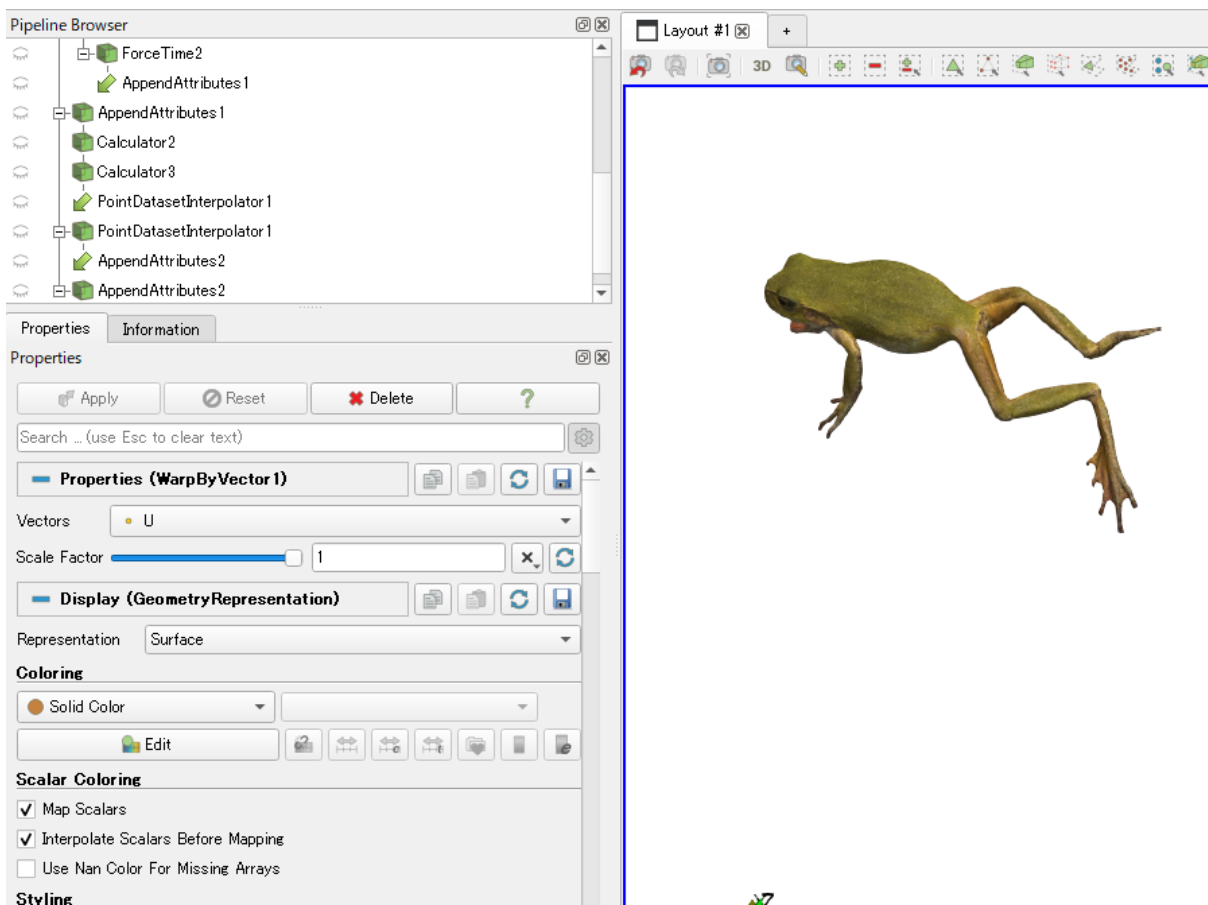 Pipeline Browser
ForceTime2
AppendAttributes1
AppendAttributes1
Calculator2
Calculator3
PointDatasetInterpolator1
PointDatasetInterpolator1
AppendAttributes2
AppendAttributes2
Properties Information
Properties
Apply Reset Delete ?
Search ... (use Esc to clear text)
Properties (WarpByVector1)
Vectors U
Scale Factor 1
Display (GeometryRepresentation)
Representation Surface
Coloring
Solid Color
Edit
Scalar Coloring
Map Scalars
Interpolate Scalars Before Mapping
Use Nan Color For Missing Arrays
Styling
Layout #1 +
3D
Z